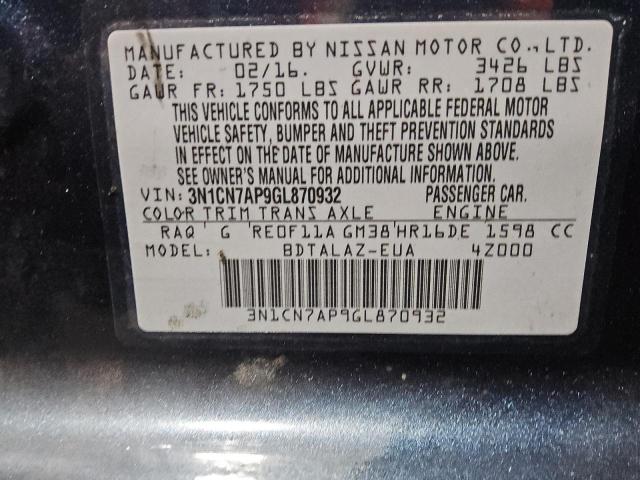 MANUFACTURED BY NISSAN MOTOR CO.,LTD.
DATE: 02/16. GVWR: 3426 LBS
GAWR FR: 1750 LBS GAWR RR: 1708 LBS
THIS VEHICLE CONFORMS TO ALL APPLICABLE FEDERAL MOTOR
VEHICLE SAFETY, BUMPER AND THEFT PREVENTION STANDARDS
IN EFFECT ON THE DATE OF MANUFACTURE SHOWN ABOVE.
SEE OWNER'S MANUAL FOR ADDITIONAL INFORMATION.
VIN: 3N1CN7AP9GL870932 PASSENGER CAR.
COLOR TRIM TRANS AXLE ENGINE
RAQ G RE0F11A GM38 HR16DE 1598 CC
MODEL: BDTALAZ-EUA 4Z000
3N1CN7AP9GL870932